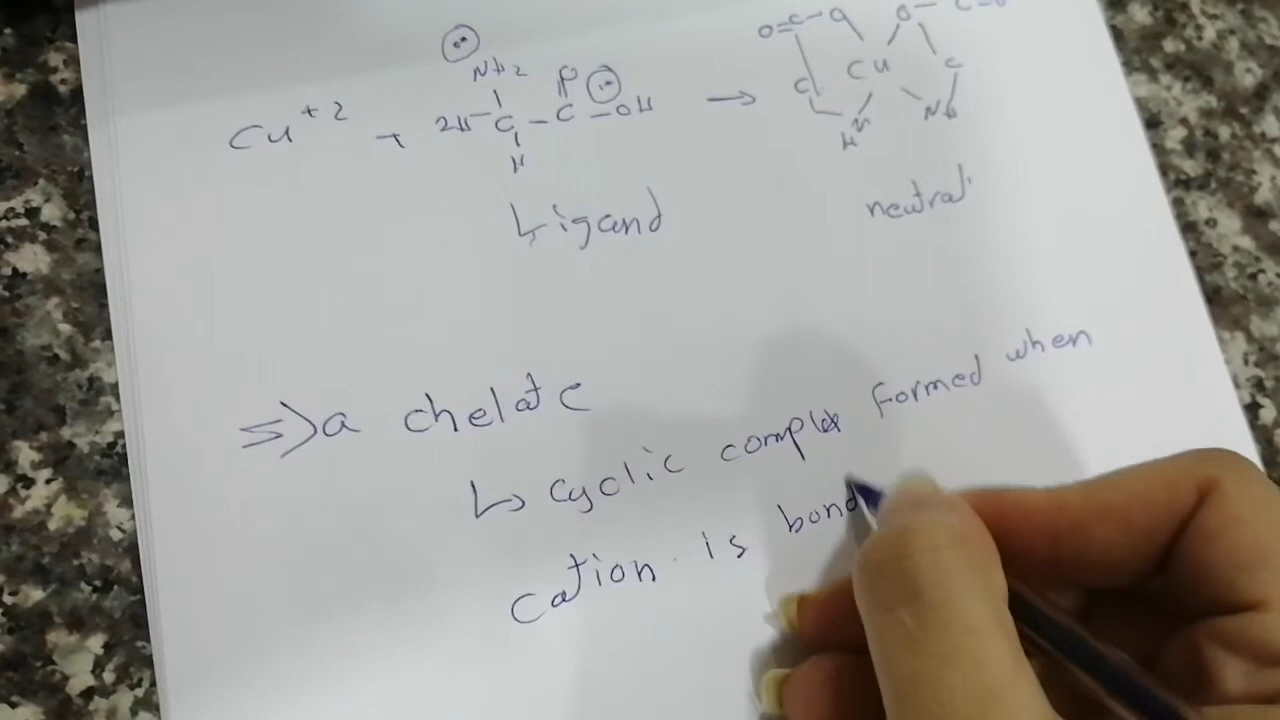 NH2 O
Cu+2 + 2H-C-C-OH →
H
O=C-O O-C=O
Cu
C C
N
H
Ligand neutral
=> a chelate
↳ cyclic complex formed when
cation is bond